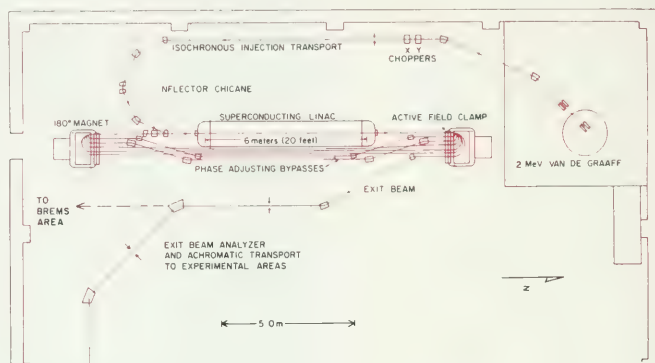 ISOCHRONOUS INJECTION TRANSPORT
X Y
CHOPPERS
NFLECTOR CHICANE
180° MAGNET
SUPERCONDUCTING LINAC
ACTIVE FIELD CLAMP
6 meters (20 feet)
2 MeV VAN DE GRAAFF
PHASE ADJUSTING BYPASSES
EXIT BEAM
TO
BREMS
AREA
EXIT BEAM ANALYZER
AND ACHROMATIC TRANSPORT
TO EXPERIMENTAL AREAS
Z
5 0m